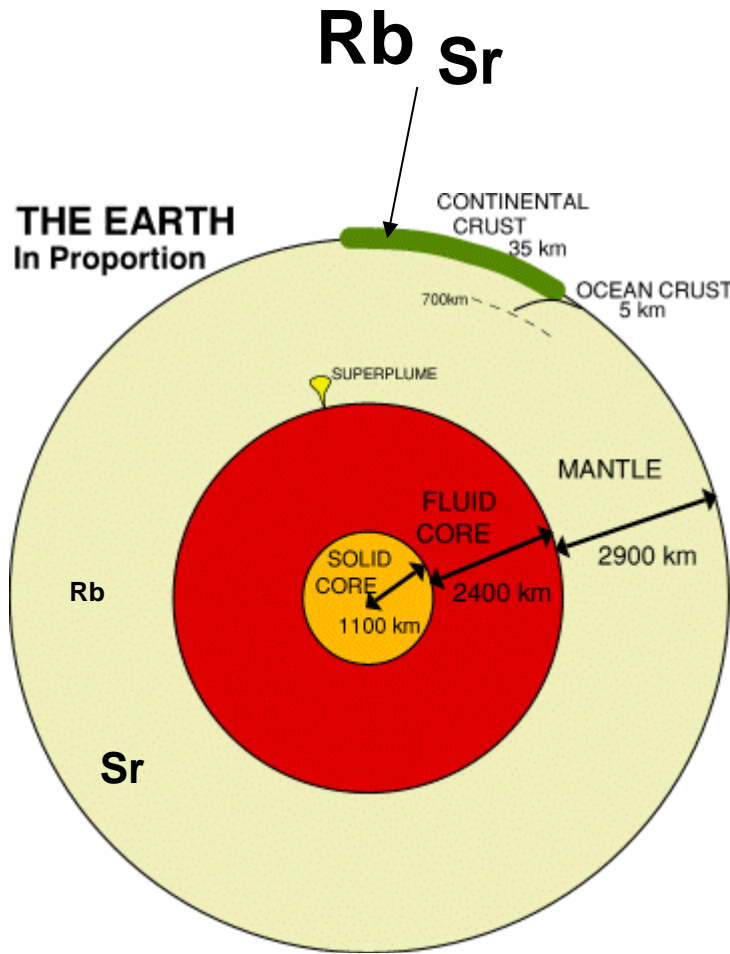 Rb Sr
THE EARTH
In Proportion
CONTINENTAL
CRUST
35 km
OCEAN CRUST
5 km
700km
SUPERPLUME
MANTLE
2900 km
FLUID
CORE
2400 km
SOLID
CORE
1100 km
Rb
Sr